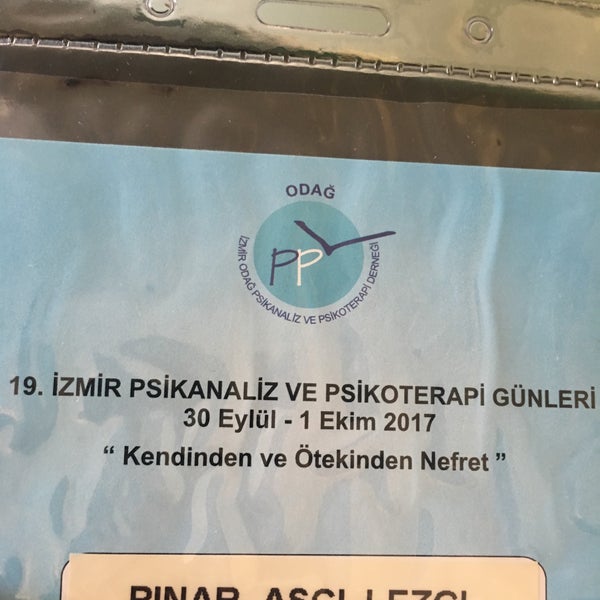 ODAĞ
PP
İZMİR ODAĞ PSİKANALİZ VE PSİKOTERAPİ DERNEĞİ
19. İZMİR PSİKANALİZ VE PSİKOTERAPİ GÜNLERİ
30 Eylül - 1 Ekim 2017
“ Kendinden ve Ötekinden Nefret ”
PINAR